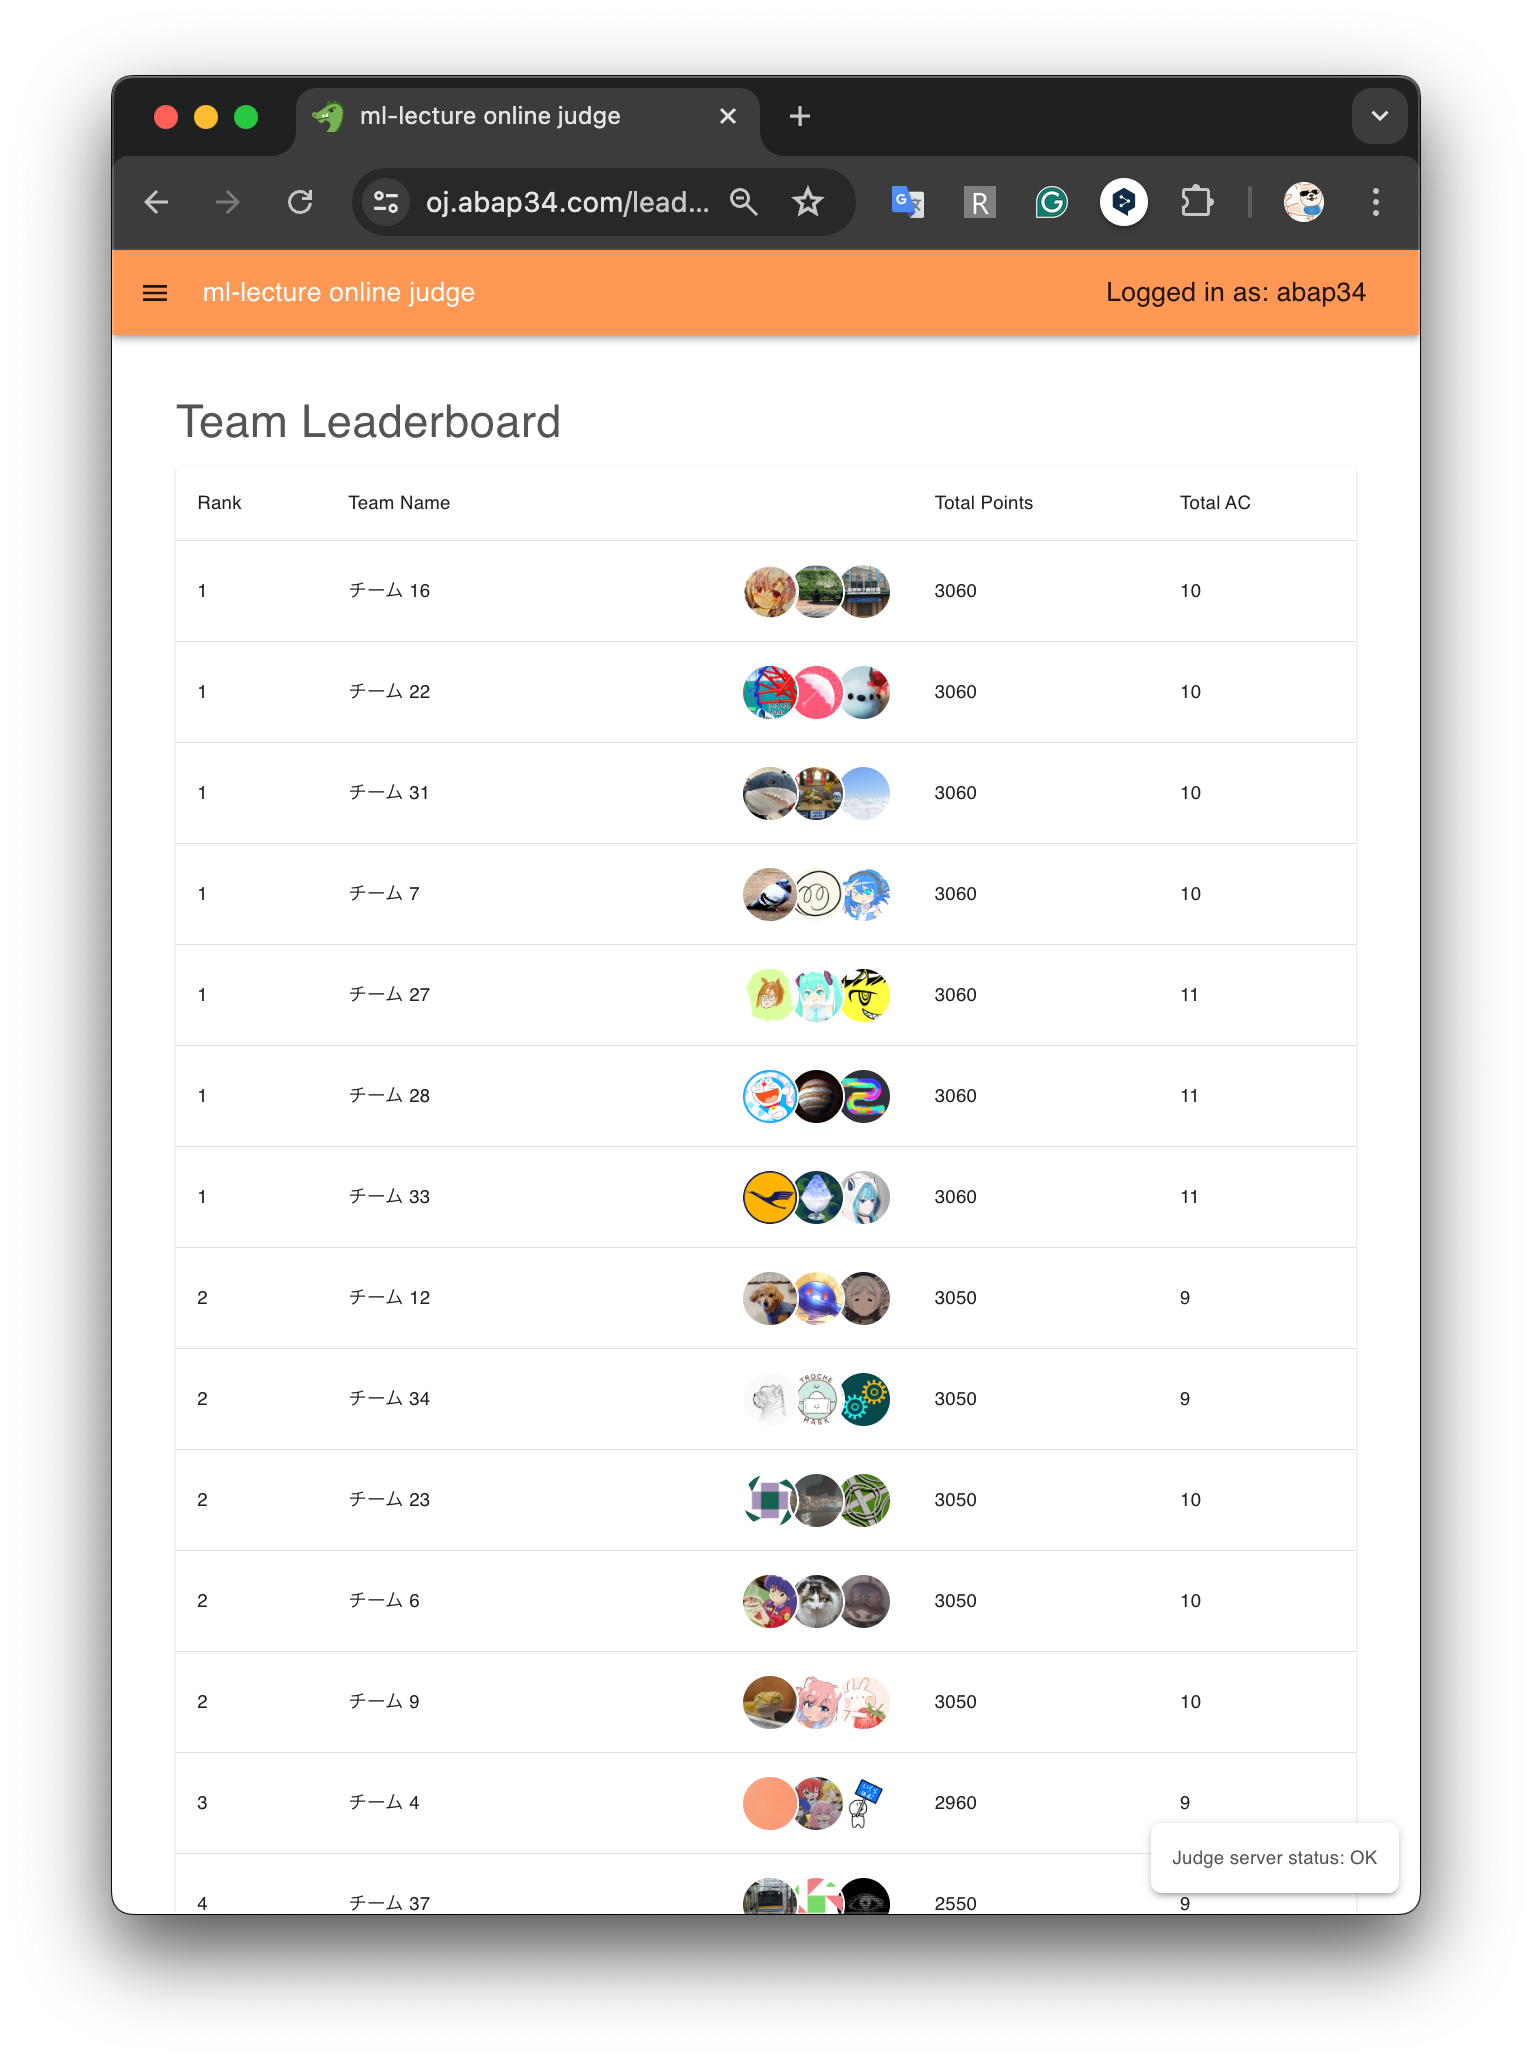 ml-lecture online judge
oj.abap34.com/lead...
R
ml-lecture online judge
Logged in as: abap34
Team Leaderboard
Rank Team Name Total Points Total AC
1 チーム 16 3060 10
1 チーム 22 3060 10
1 チーム 31 3060 10
1 チーム 7 3060 10
1 チーム 27 3060 11
1 チーム 28 3060 11
1 チーム 33 3060 11
2 チーム 12 3050 9
2 チーム 34 3050 9
TROCHE
MASK
2 チーム 23 3050 10
2 チーム 6 3050 10
2 チーム 9 3050 10
3 チーム 4 2960 9
Judge server status: OK
4 チーム 37 2550 9